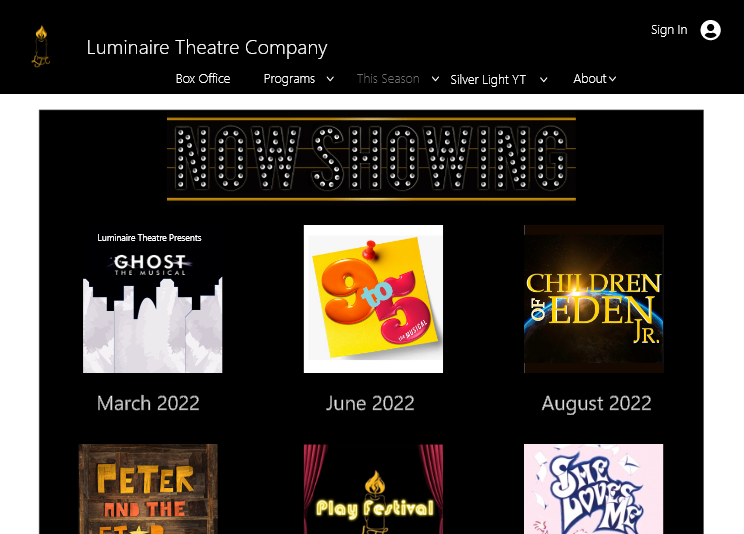 Sign In
Luminaire Theatre Company
Box Office
Programs
This Season
Silver Light YT
About
NOW SHOWING
Luminaire Theatre Presents
GHOST
THE MUSICAL
9
to
5
THE MUSICAL
CHILDREN
OF EDEN
JR.
March 2022
June 2022
August 2022
PETER
AND THE
STAR
Play Festival
SHE
LOVES
ME